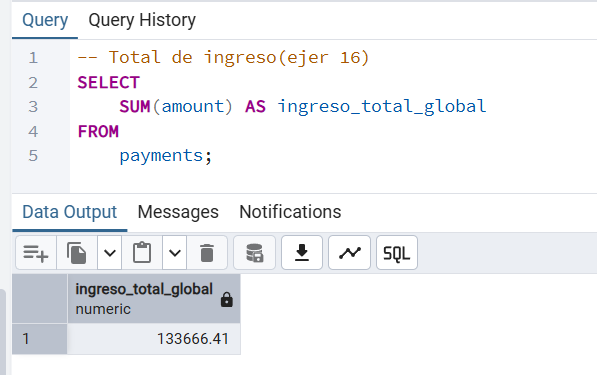 Query Query History
1 -- Total de ingreso(ejer 16)
2 SELECT
3 SUM(amount) AS ingreso_total_global
4 FROM
5 payments;
Data Output Messages Notifications
SQL
ingreso_total_global
numeric
1 133666.41